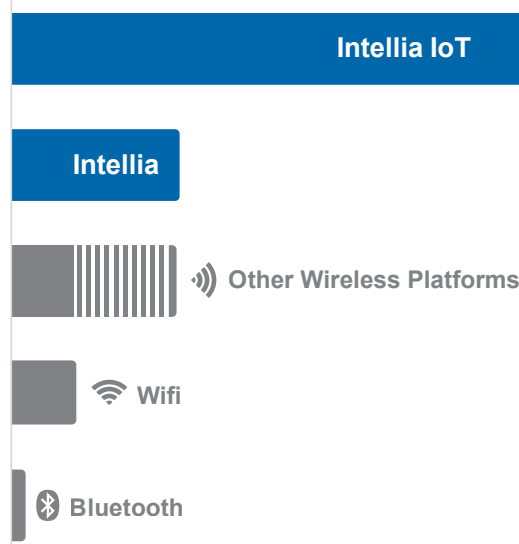 Intellia IoT
Intellia
Other Wireless Platforms
Wifi
Bluetooth